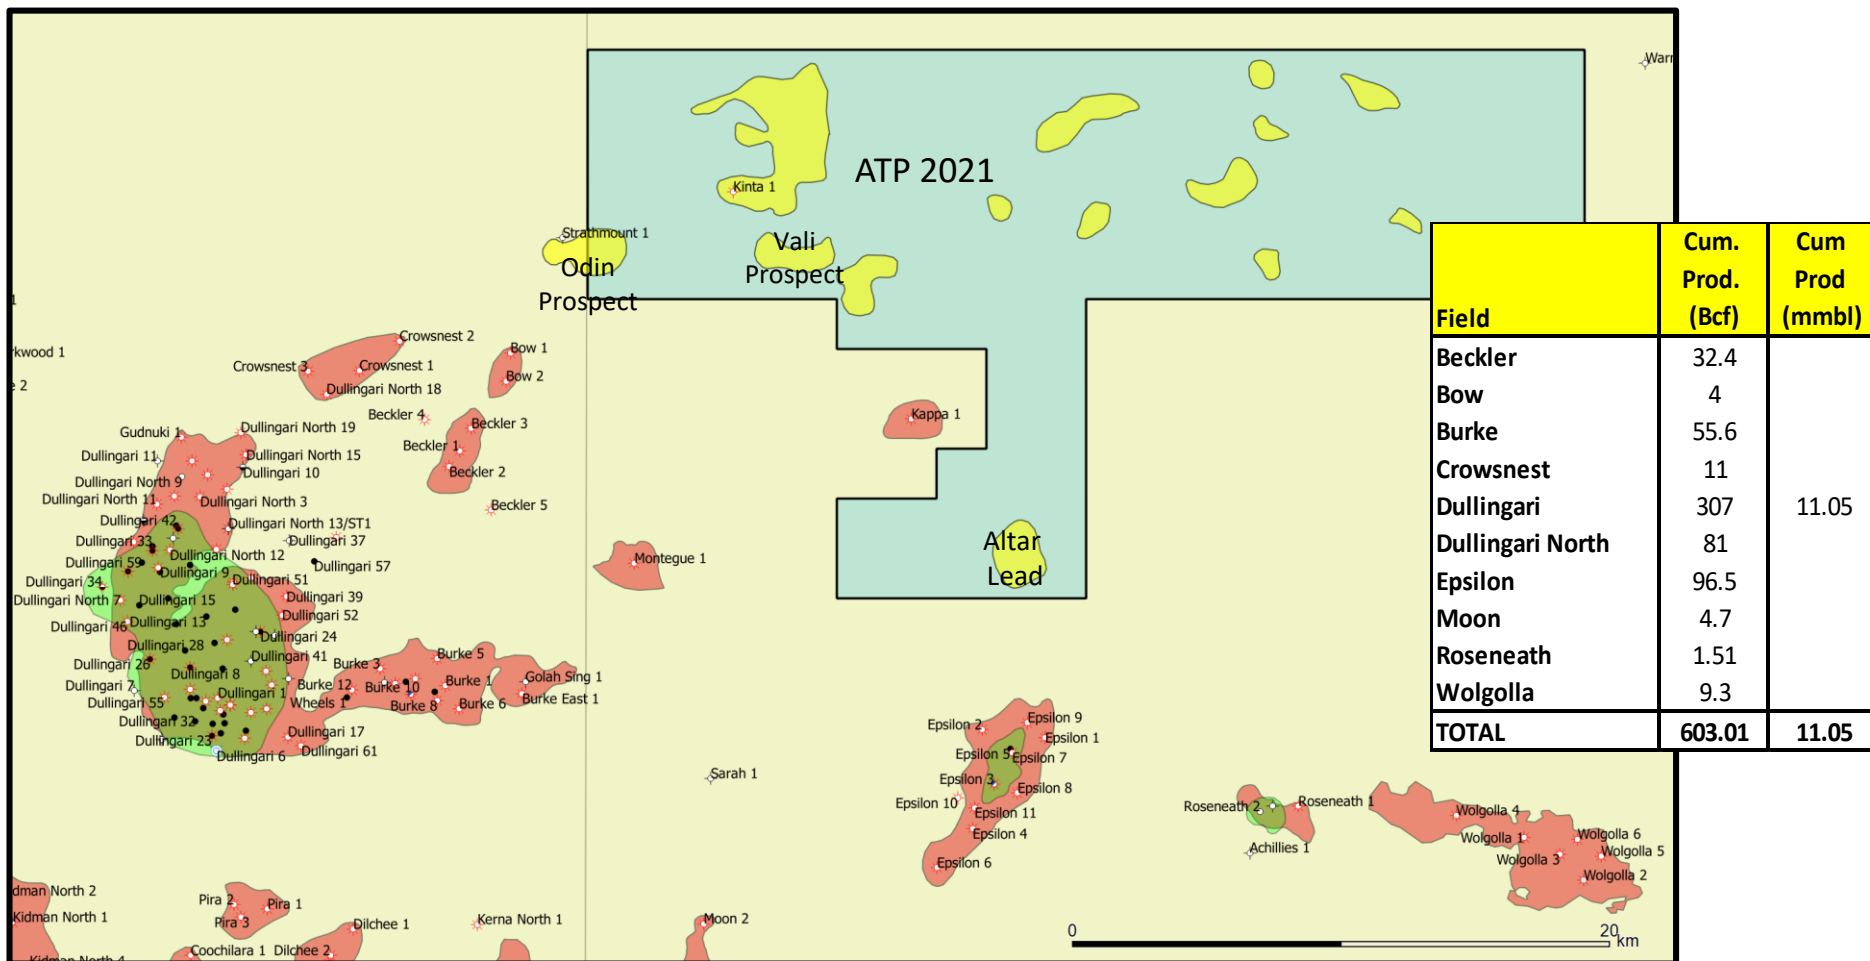 Warr
ATP 2021
Kinta 1
Strathmount 1
Odin
Prospect
Vali
Prospect
1
rkwood 1
e 2
Crowsnest 2
Crowsnest 3
Crowsnest 1
Dullingari North 18
Bow 1
Bow 2
Beckler 4
Beckler 3
Beckler 1
Beckler 2
Beckler 5
Kappa 1
Gudnuki 1
Dullingari North 19
Dullingari 11
Dullingari North 15
Dullingari 10
Dullingari North 9
Dullingari North 11
Dullingari North 3
Dullingari 42
Dullingari North 13/ST1
Dullingari 33
Dullingari 37
Dullingari North 12
Dullingari 59
Dullingari 9
Dullingari 57
Dullingari 34
Dullingari 51
Dullingari North 7
Dullingari 15
Dullingari 39
Dullingari 46
Dullingari 13
Dullingari 52
Dullingari 24
Dullingari 28
Dullingari 41
Dullingari 26
Dullingari 8
Dullingari 7
Dullingari 1
Dullingari 55
Dullingari 32
Dullingari 23
Dullingari 17
Dullingari 61
Dullingari 6
Montegue 1
Altar
Lead
Burke 3
Burke 5
Burke 12
Burke 10
Burke 1
Wheels 1
Burke 8
Burke 6
Golah Sing 1
Burke East 1
Sarah 1
Epsilon 2
Epsilon 9
Epsilon 1
Epsilon 5
Epsilon 7
Epsilon 3
Epsilon 8
Epsilon 10
Epsilon 11
Epsilon 4
Epsilon 6
Roseneath 2
Roseneath 1
Achillies 1
Wolgolla 4
Wolgolla 1
Wolgolla 6
Wolgolla 3
Wolgolla 5
Wolgolla 2
dman North 2
Kidman North 1
Kidman North 4
Pira 2
Pira 1
Pira 3
Coochilara 1
Dilchee 1
Dilchee 2
Kerna North 1
Moon 2
0 20
km
Field Cum. Prod. (Bcf) Cum Prod (mmbl)
Beckler 32.4
Bow 4
Burke 55.6
Crowsnest 11
Dullingari 307 11.05
Dullingari North 81
Epsilon 96.5
Moon 4.7
Roseneath 1.51
Wolgolla 9.3
TOTAL 603.01 11.05